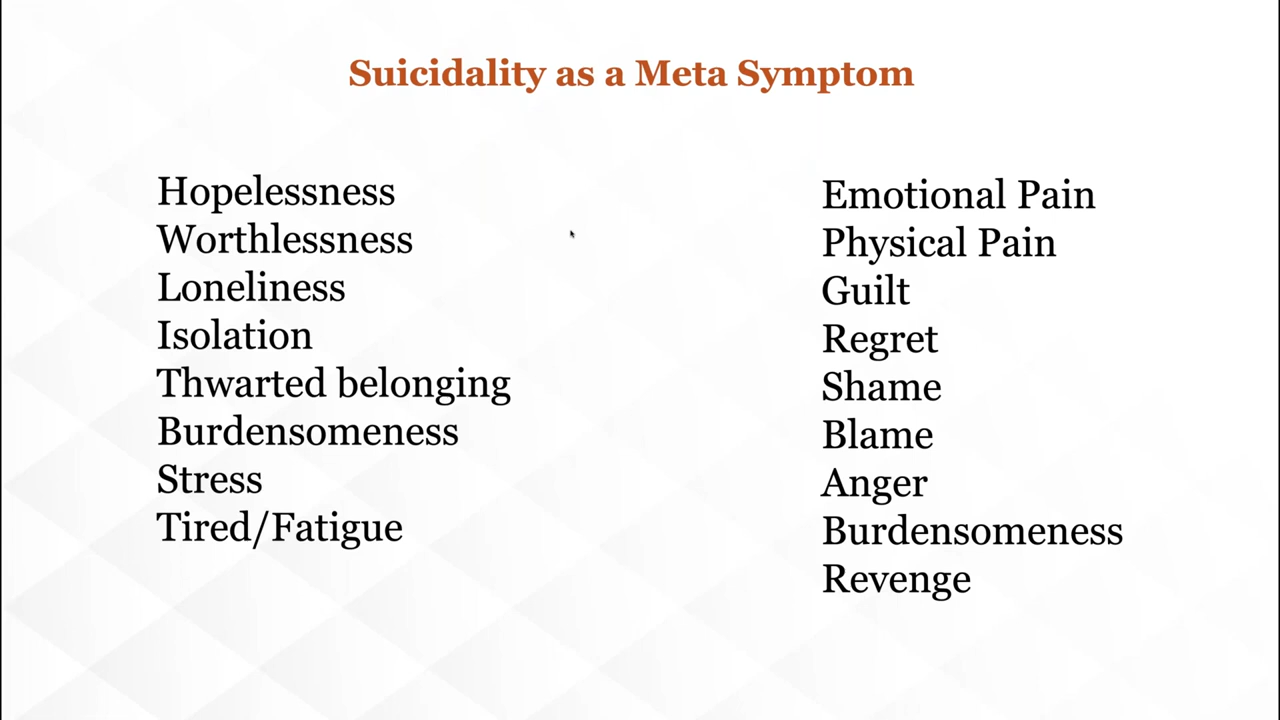 Suicidality as a Meta Symptom
Hopelessness
Worthlessness
Loneliness
Isolation
Thwarted belonging
Burdensomeness
Stress
Tired/Fatigue
Emotional Pain
Physical Pain
Guilt
Regret
Shame
Blame
Anger
Burdensomeness
Revenge